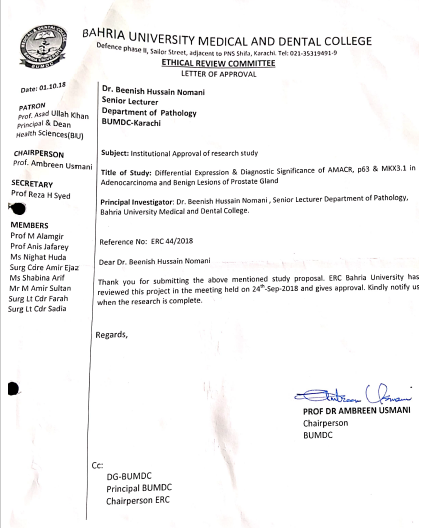 BAHRIA UNIVERSITY MEDICAL AND DENTAL COLLEGE
Defence phase II, Sailor Street, adjacent to PNS Shifa, Karachi. Tel: 021-35319491-9
ETHICAL REVIEW COMMITTEE
LETTER OF APPROVAL
BUMDC
Date: 01.10.18
PATRON
Prof. Asad Ullah Khan
Principal & Dean
Health Sciences(BU)
CHAIRPERSON
Prof. Ambreen Usmani
SECRETARY
Prof Reza H Syed
MEMBERS
Prof M Alamgir
Prof Anis Jafarey
Ms Nighat Huda
Surg Cdre Amir Ejaz
Ms Shabina Arif
Mr M Amir Sultan
Surg Lt Cdr Farah
Surg Lt Cdr Sadia
Dr. Beenish Hussain Nomani
Senior Lecturer
Department of Pathology
BUMDC-Karachi
Subject: Institutional Approval of research study
Title of Study: Differential Expression & Diagnostic Significance of AMACR, p63 & MKX3.1 in
Adenocarcinoma and Benign Lesions of Prostate Gland
Principal Investigator: Dr. Beenish Hussain Nomani , Senior Lecturer Department of Pathology,
Bahria University Medical and Dental College.
Reference No: ERC 44/2018
Dear Dr. Beenish Hussain Nomani
Thank you for submitting the above mentioned study proposal. ERC Bahria University has
reviewed this project in the meeting held on 24th-Sep-2018 and gives approval. Kindly notify us
when the research is complete.
Regards,
Ambreen Usmani
PROF DR AMBREEN USMANI
Chairperson
BUMDC
Cc:
DG-BUMDC
Principal BUMDC
Chairperson ERC